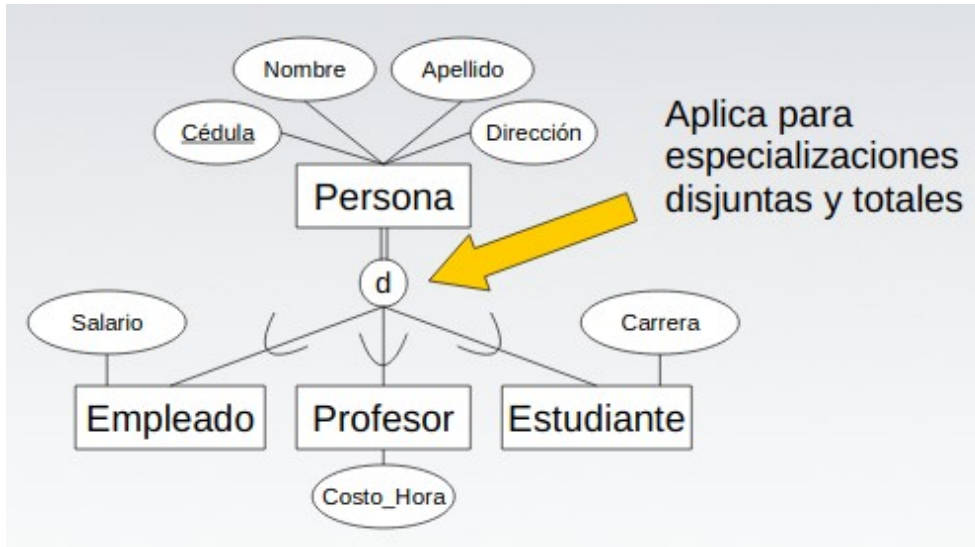 Nombre
Apellido
Cédula
Dirección
Aplica para
especializaciones
disjuntas y totales
Persona
d
Salario
Carrera
Empleado
Profesor
Estudiante
Costo_Hora